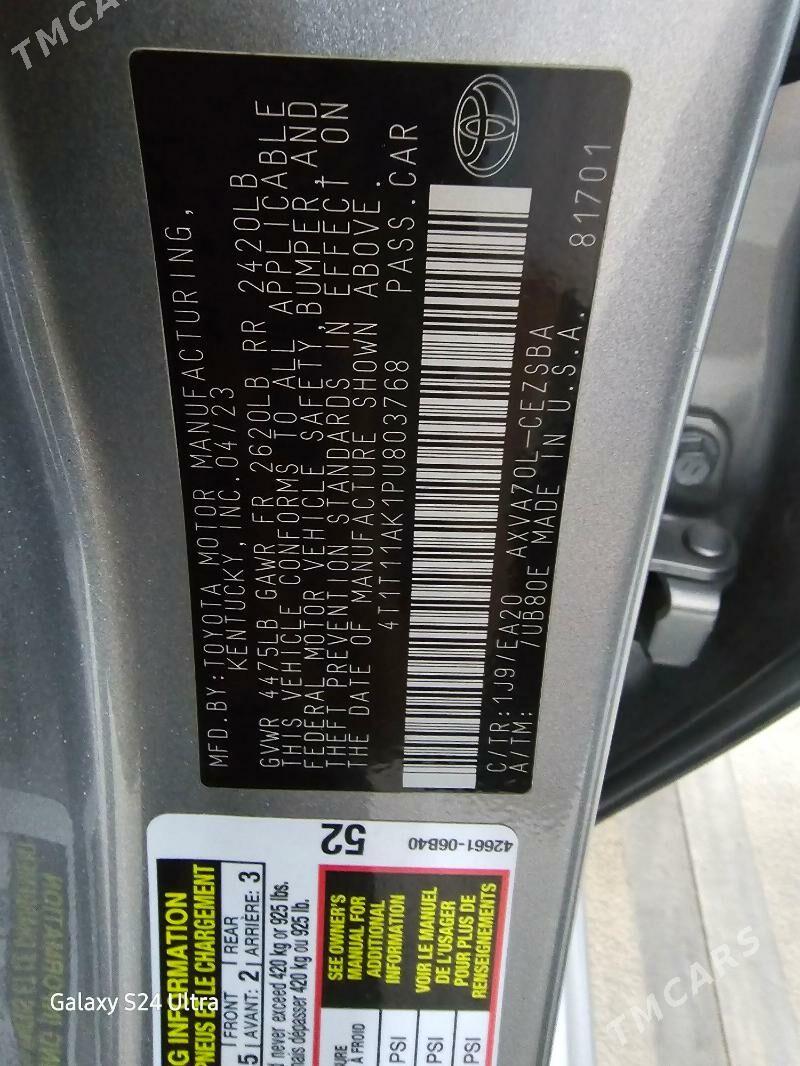 TMCARS
MFD.BY:TOYOTA MOTOR MANUFACTURING,
KENTUCKY, INC. 04/23
GVWR 4475LB GAWR FR 2620LB RR 2420LB
THIS VEHICLE CONFORMS TO ALL APPLICABLE
FEDERAL MOTOR VEHICLE SAFETY, BUMPER, AND
THEFT PREVENTION STANDARDS IN EFFECT ON
THE DATE OF MANUFACTURE SHOWN ABOVE.
4T1T11AK1PU803768 PASS.CAR
C/TR:1J9/EA20 AXVA70L-CEZSBA
A/TM: 7UB80E MADE IN U.S.A. 81701
52
42661-06B40
INFORMATION
PNEUS ET LE CHARGEMENT
5 FRONT 2 REAR 3
AVANT: ARRIÈRE:
never exceed 420 kg or 925 lbs.
dépasser 420 kg ou 925 lb.
SEE OWNER'S
MANUAL FOR
ADDITIONAL
INFORMATION
VOIR LE MANUEL
DE L'USAGER
POUR PLUS DE
RENSEIGNEMENTS
À FROID
PSI
PSI
PSI
Galaxy S24 Ultra
TMCARS